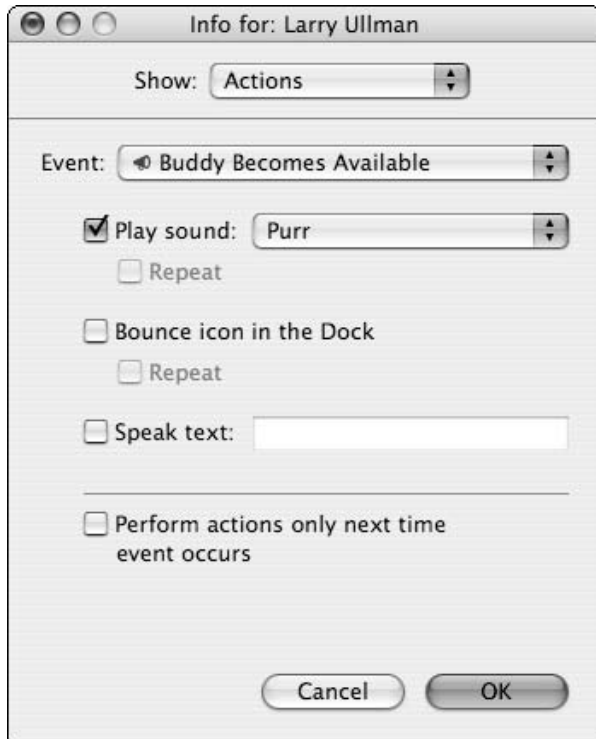 Info for: Larry Ullman
Show: Actions
Event: Buddy Becomes Available
Play sound: Purr
Repeat
Bounce icon in the Dock
Repeat
Speak text:
Perform actions only next time
event occurs
Cancel OK